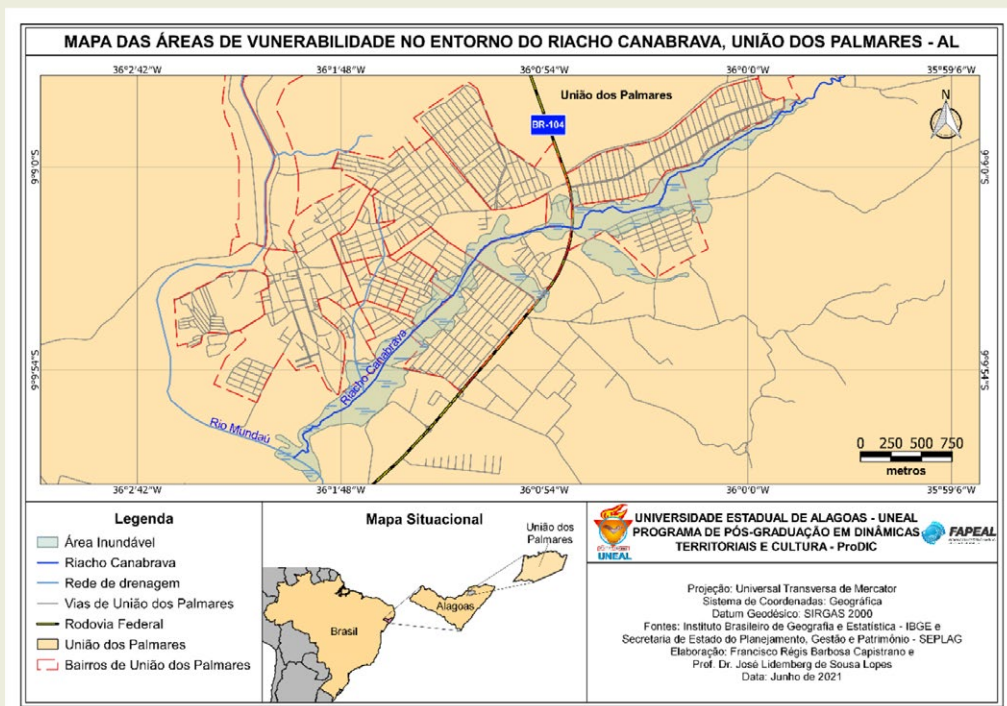 MAPA DAS ÁREAS DE VUNERABILIDADE NO ENTORNO DO RIACHO CANABRAVA, UNIÃO DOS PALMARES - AL
36°2'42"W
36°1'48"W
36°0'54"W
36°0'0"W
35°59'6"W
União dos Palmares
BR-104
N
9°9'0"S
9°9'0"S
9°9'54"S
9°9'54"S
Riacho Canabrava
Rio Mundaú
0 250 500 750
metros
36°2'42"W
36°1'48"W
36°0'54"W
36°0'0"W
35°59'6"W
Legenda
Área Inundável
Riacho Canabrava
Rede de drenagem
Vias de União dos Palmares
Rodovia Federal
União dos Palmares
Bairros de União dos Palmares
Mapa Situacional
União dos
Palmares
Alagoas
Brasil
UNEAL
UNIVERSIDADE ESTADUAL DE ALAGOAS - UNEAL
PROGRAMA DE PÓS-GRADUAÇÃO EM DINÂMICAS
TERRITORIAIS E CULTURA - ProDIC
FAPEAL
Projeção: Universal Transversa de Mercator
Sistema de Coordenadas: Geográfica
Datum Geodésico: SIRGAS 2000
Fontes: Instituto Brasileiro de Geografia e Estatística - IBGE e
Secretaria de Estado do Planejamento, Gestão e Patrimônio - SEPLAG
Elaboração: Francisco Régis Barbosa Capistrano e
Prof. Dr. José Lidemberg de Sousa Lopes
Data: Junho de 2021